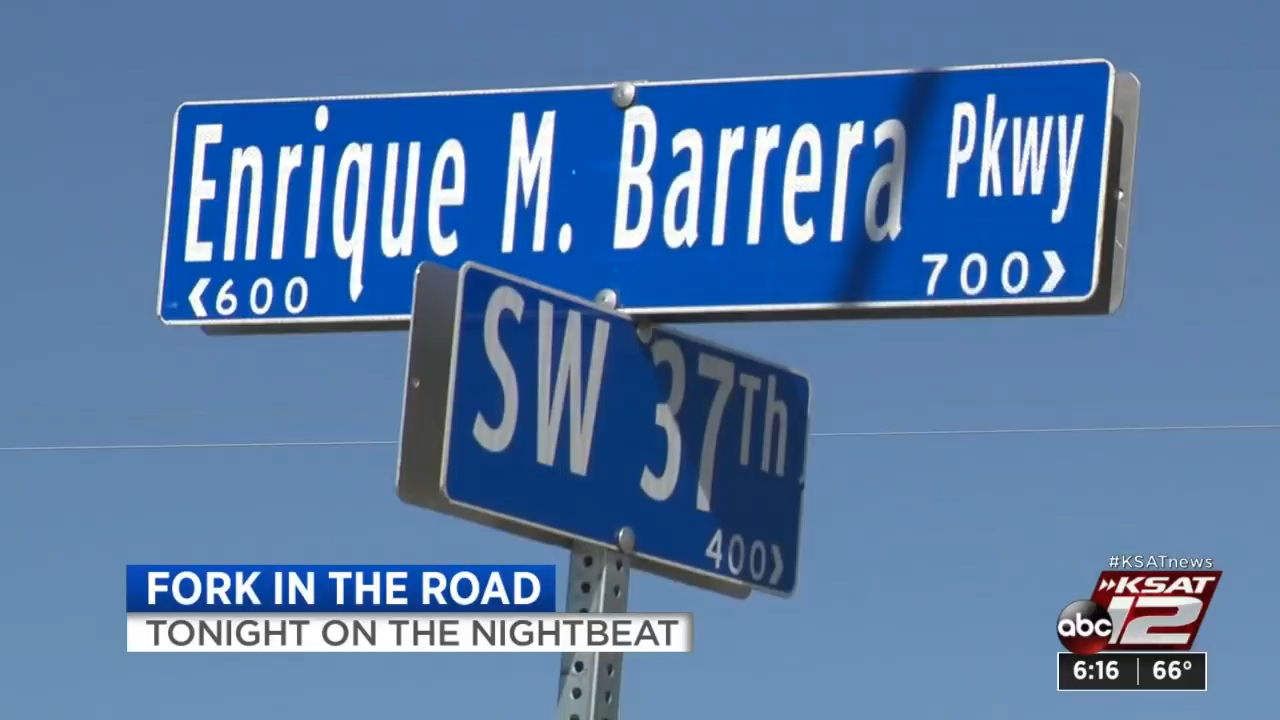 Enrique M. Barrera Pkwy
<600 700>
SW 37Th
400>
FORK IN THE ROAD
TONIGHT ON THE NIGHTBEAT
#KSATnews
»KSAT
abc 12
6:16 66°